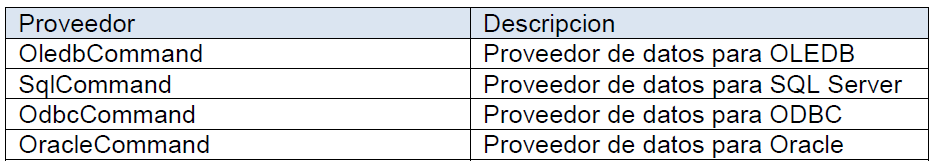 Proveedor Descripcion
OledbCommand Proveedor de datos para OLEDB
SqlCommand Proveedor de datos para SQL Server
OdbcCommand Proveedor de datos para ODBC
OracleCommand Proveedor de datos para Oracle